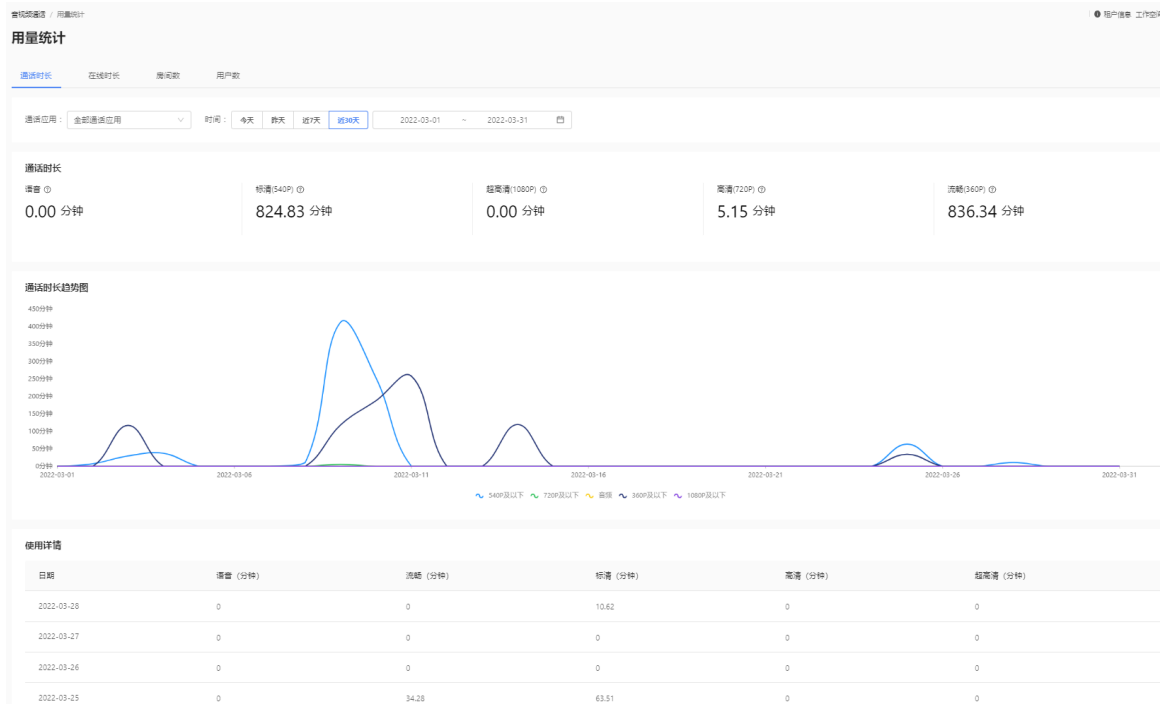 音视频通话 / 用量统计
租户信息 工作空间
用量统计
通话时长 在线时长 房间数 用户数
通话应用： 全部通话应用 时间： 今天 昨天 近7天 近30天 2022-03-01 ~ 2022-03-31
通话时长
语音 标清(540P) 超高清(1080P) 高清(720P) 流畅(360P)
0.00 分钟 824.83 分钟 0.00 分钟 5.15 分钟 836.34 分钟
通话时长趋势图
450分钟
400分钟
350分钟
300分钟
250分钟
200分钟
150分钟
100分钟
50分钟
0分钟
2022-03-01 2022-03-06 2022-03-11 2022-03-16 2022-03-21 2022-03-26 2022-03-31
540P及以下 720P及以下 音频 360P及以下 1080P及以下
使用详情
日期 语音（分钟） 流畅（分钟） 标清（分钟） 高清（分钟） 超高清（分钟）
2022-03-28 0 0 10.62 0 0
2022-03-27 0 0 0 0 0
2022-03-26 0 0 0 0 0
2022-03-25 0 34.28 63.51 0 0